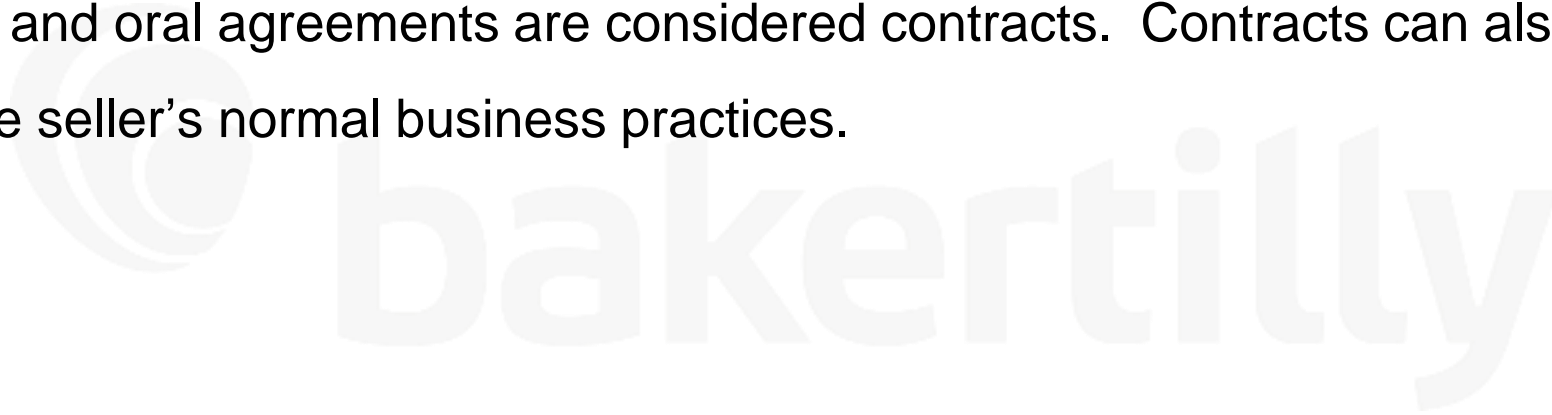 and oral agreements are considered contracts.  Contracts can als
e seller’s normal business practices.
bakertilly